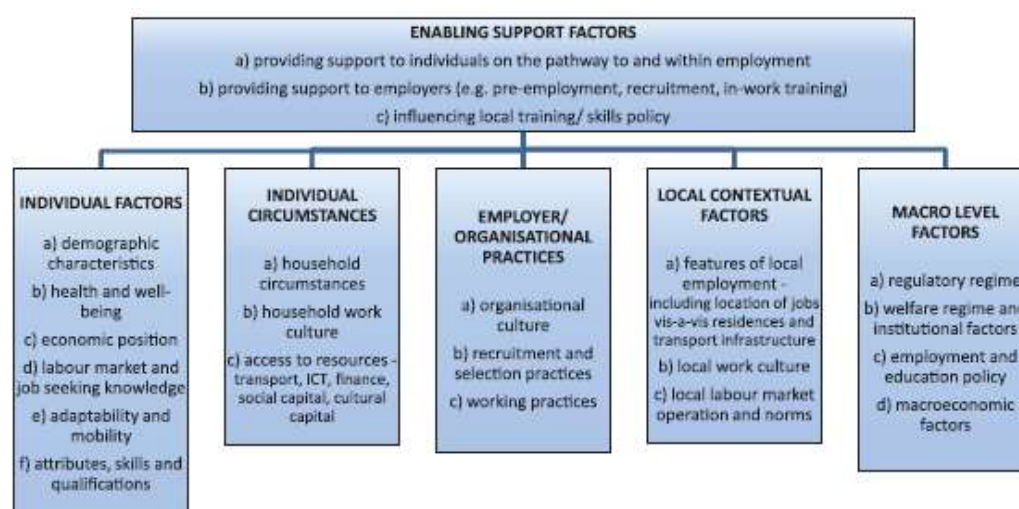 ENABLING SUPPORT FACTORS
a) providing support to individuals on the pathway to and within employment
b) providing support to employers (e.g. pre-employment, recruitment, in-work training)
c) influencing local training/ skills policy
INDIVIDUAL FACTORS
a) demographic
characteristics
b) health and well-
being
c) economic position
d) labour market and
job seeking knowledge
e) adaptability and
mobility
f) attributes, skills and
qualifications
INDIVIDUAL
CIRCUMSTANCES
a) household
circumstances
b) household work
culture
c) access to resources -
transport, ICT, finance,
social capital, cultural
capital
EMPLOYER/
ORGANISATIONAL
PRACTICES
a) organisational
culture
b) recruitment and
selection practices
c) working practices
LOCAL CONTEXTUAL
FACTORS
a) features of local
employment -
including location of jobs
vis-a-vis residences and
transport infrastructure
b) local work culture
c) local labour market
operation and norms
MACRO LEVEL
FACTORS
a) regulatory regime
b) welfare regime and
institutional factors
c) employment and
education policy
d) macroeconomic
factors